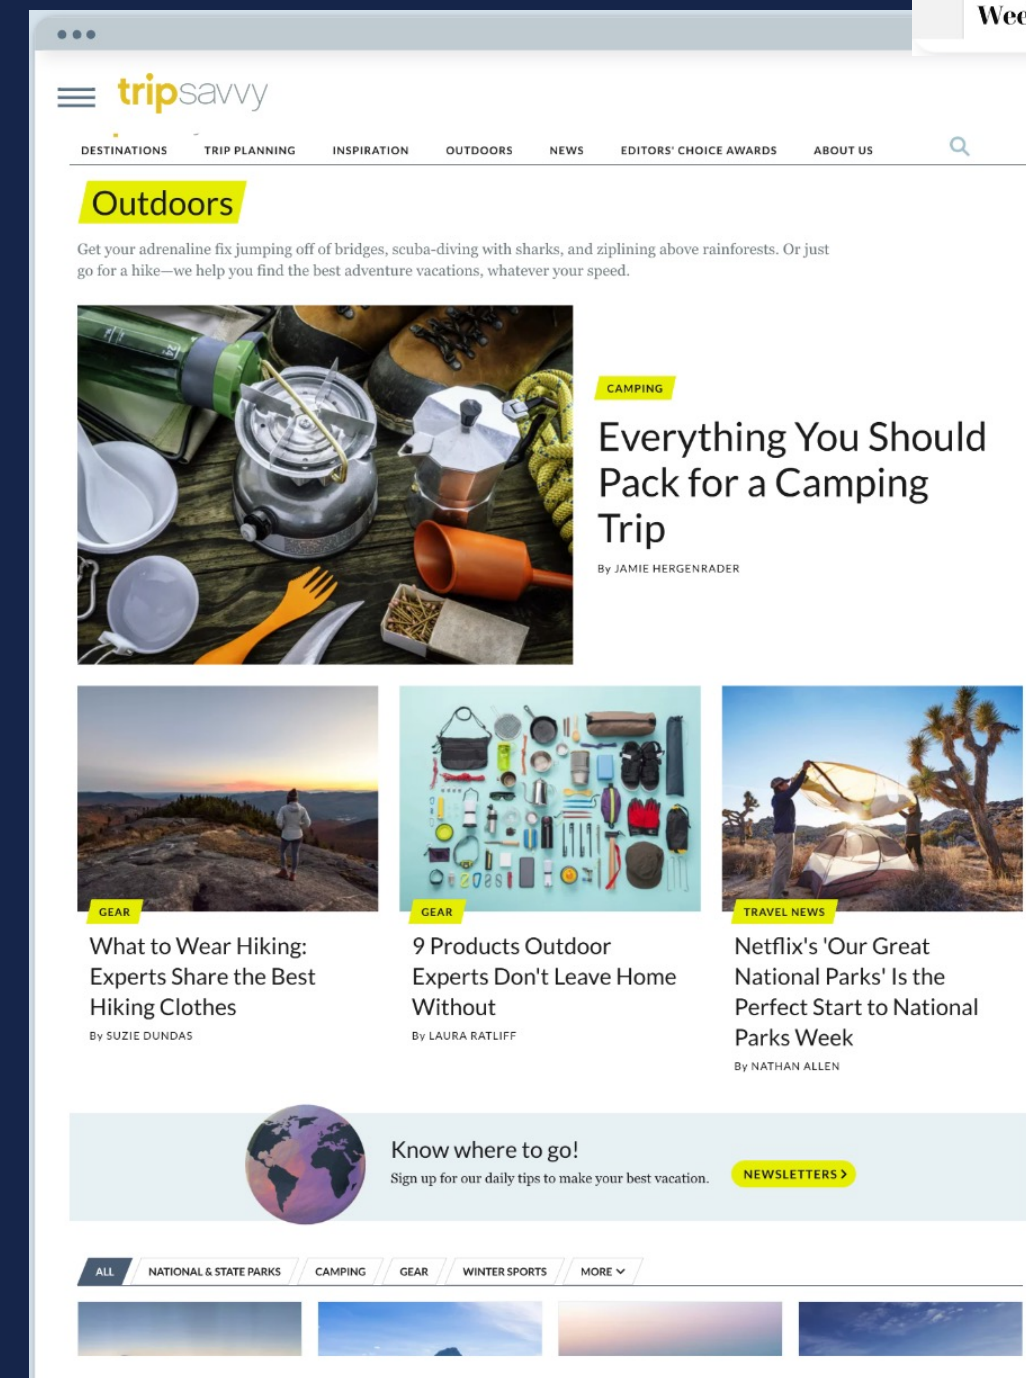 Wee
tripsavvy
DESTINATIONS TRIP PLANNING INSPIRATION OUTDOORS NEWS EDITORS' CHOICE AWARDS ABOUT US
Outdoors
Get your adrenaline fix jumping off of bridges, scuba-diving with sharks, and ziplining above rainforests. Or just
go for a hike—we help you find the best adventure vacations, whatever your speed.
CAMPING
Everything You Should
Pack for a Camping
Trip
By JAMIE HERGENRADER
GEAR
What to Wear Hiking:
Experts Share the Best
Hiking Clothes
By SUZIE DUNDAS
GEAR
9 Products Outdoor
Experts Don't Leave Home
Without
By LAURA RATLIFF
TRAVEL NEWS
Netflix's 'Our Great
National Parks' Is the
Perfect Start to National
Parks Week
By NATHAN ALLEN
Know where to go!
Sign up for our daily tips to make your best vacation.
NEWSLETTERS >
ALL NATIONAL & STATE PARKS CAMPING GEAR WINTER SPORTS MORE